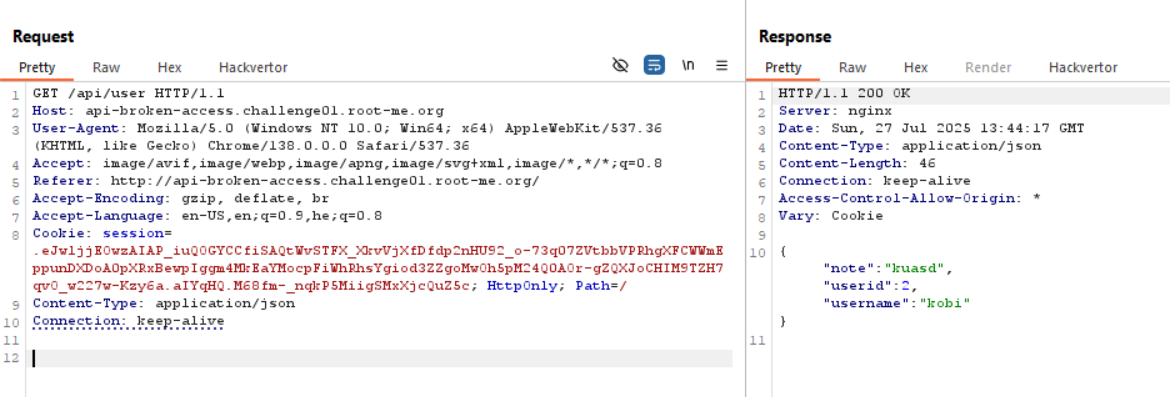 Request
Pretty Raw Hex Hackvertor \n
1 GET /api/user HTTP/1.1
2 Host: api-broken-access.challenge01.root-me.org
3 User-Agent: Mozilla/5.0 (Windows NT 10.0; Win64; x64) AppleWebKit/537.36
(KHTML, like Gecko) Chrome/138.0.0.0 Safari/537.36
4 Accept: image/avif,image/webp,image/apng,image/svg+xml,image/*,*/*;q=0.8
5 Referer: http://api-broken-access.challenge01.root-me.org/
6 Accept-Encoding: gzip, deflate, br
7 Accept-Language: en-US,en;q=0.9,he;q=0.8
8 Cookie: session=
HttpOnly; Path=/
9 Content-Type: application/json
10 Connection: keep-alive
11
12
Response
Pretty Raw Hex Render Hackvertor
1 HTTP/1.1 200 OK
2 Server: nginx
3 Date: Sun, 27 Jul 2025 13:44:17 GMT
4 Content-Type: application/json
5 Content-Length: 46
6 Connection: keep-alive
7 Access-Control-Allow-Origin: *
8 Vary: Cookie
9
10 {
"note":"kuasd",
"userid":2,
"username":"kobi"
}
11